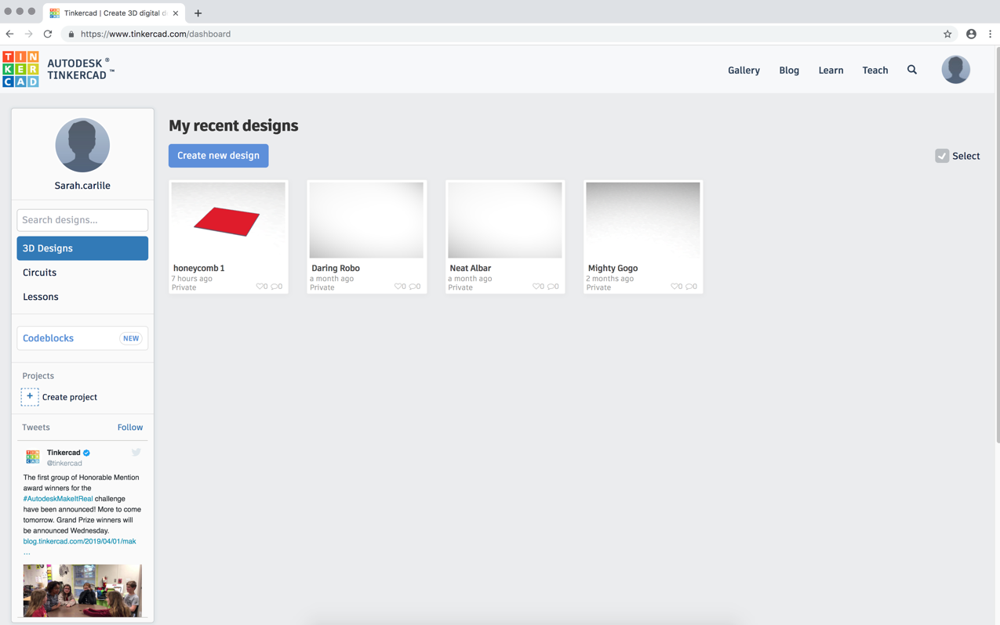 Tinkercad | Create 3D digital d
https://www.tinkercad.com/dashboard
TIN
KER
CAD
AUTODESK ®
TINKERCAD ™
Gallery Blog Learn Teach
Sarah.carlile
Search designs...
3D Designs
Circuits
Lessons
Codeblocks NEW
Projects
+ Create project
Tweets Follow
TIN
KER
CAD
Tinkercad
@tinkercad
The first group of Honorable Mention
award winners for the
#AutodeskMakeItReal challenge
have been announced! More to come
tomorrow. Grand Prize winners will
be announced Wednesday.
blog.tinkercad.com/2019/04/01/mak
…
My recent designs
Create new design
Select
honeycomb 1
7 hours ago
Private 0 0
Daring Robo
a month ago
Private 0 0
Neat Albar
a month ago
Private 0 0
Mighty Gogo
2 months ago
Private 0 0